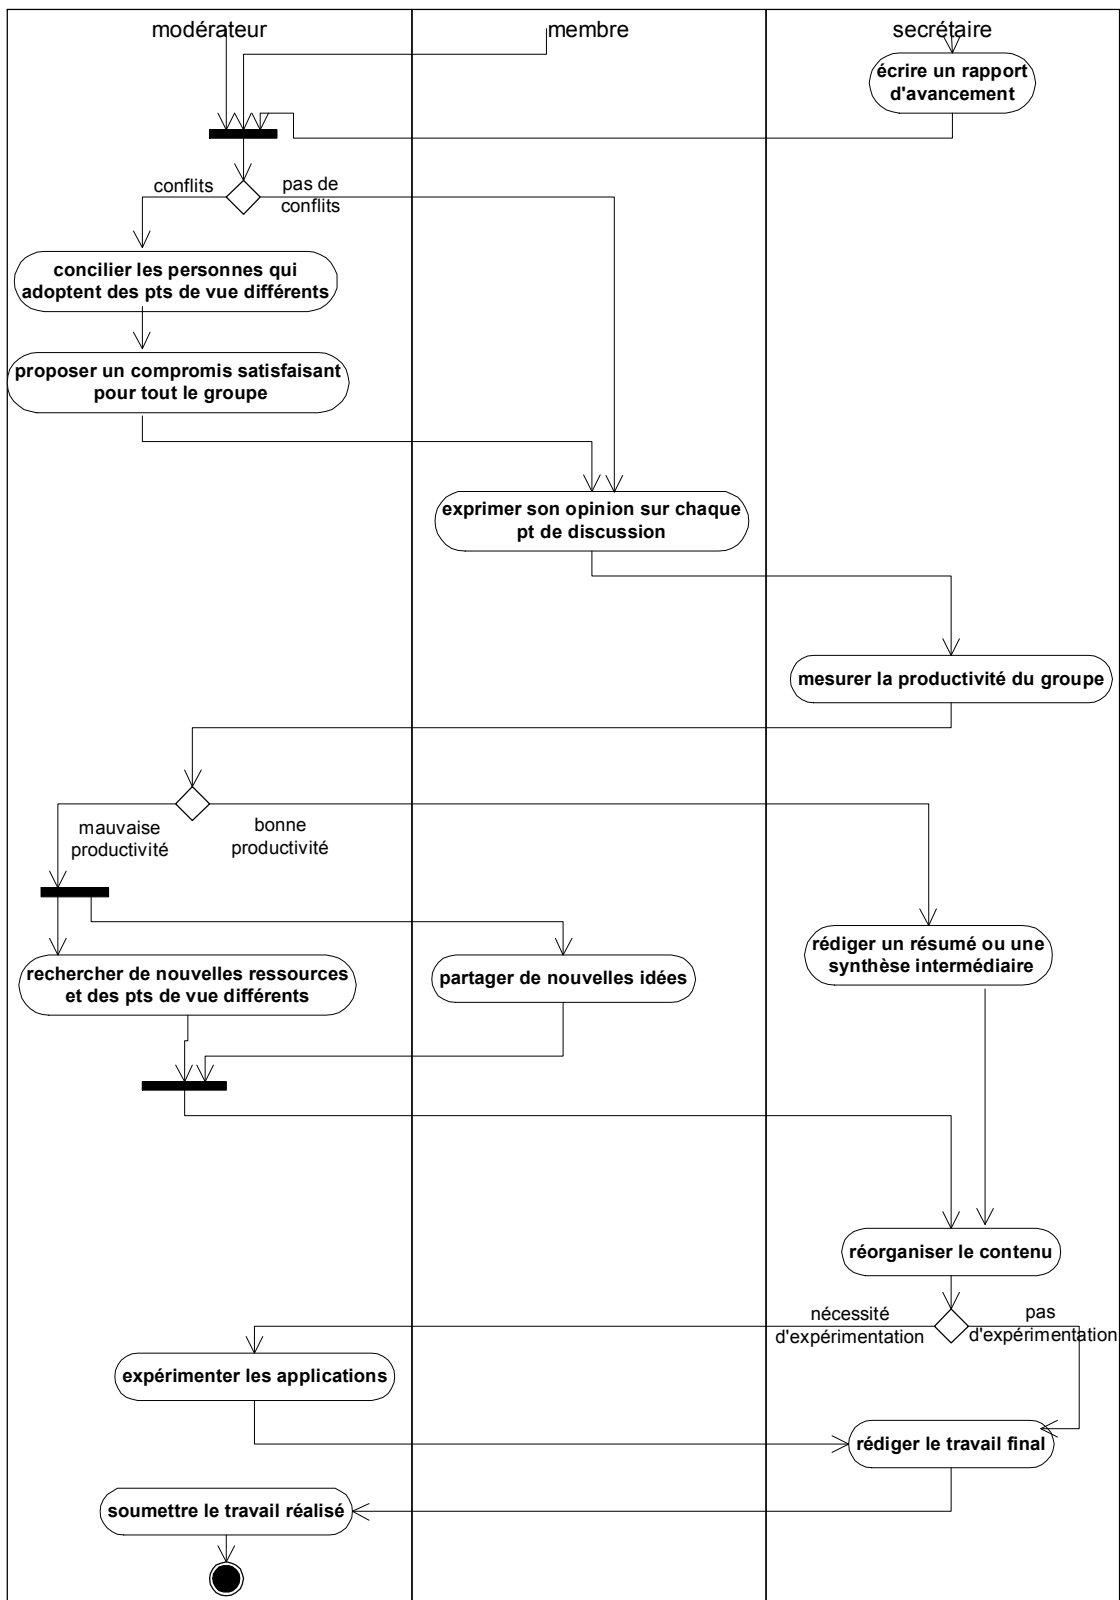 modérateur
membre
secrétaire
écrire un rapport
d'avancement
conflits
pas de
conflits
concilier les personnes qui
adoptent des pts de vue différents
proposer un compromis satisfaisant
pour tout le groupe
exprimer son opinion sur chaque
pt de discussion
mesurer la productivité du groupe
mauvaise
productivité
bonne
productivité
rechercher de nouvelles ressources
et des pts de vue différents
partager de nouvelles idées
rédiger un résumé ou une
synthèse intermédiaire
réorganiser le contenu
nécessité
d'expérimentation
pas
d'expérimentation
expérimenter les applications
rédiger le travail final
soumettre le travail réalisé